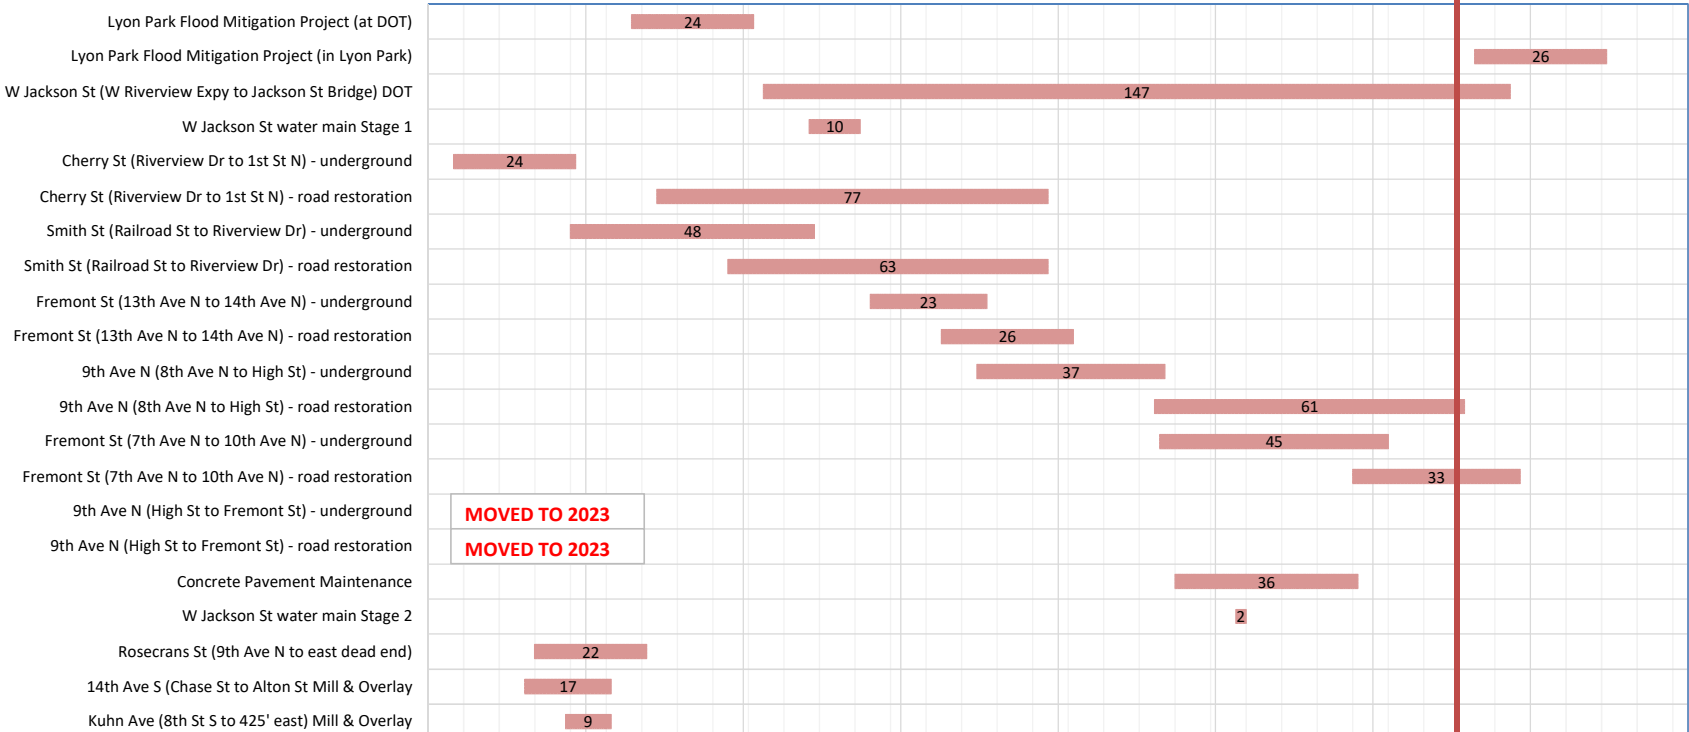 Lyon Park Flood Mitigation Project (at DOT) 24
Lyon Park Flood Mitigation Project (in Lyon Park) 26
W Jackson St (W Riverview Expy to Jackson St Bridge) DOT 147
W Jackson St water main Stage 1 10
Cherry St (Riverview Dr to 1st St N) - underground 24
Cherry St (Riverview Dr to 1st St N) - road restoration 77
Smith St (Railroad St to Riverview Dr) - underground 48
Smith St (Railroad St to Riverview Dr) - road restoration 63
Fremont St (13th Ave N to 14th Ave N) - underground 23
Fremont St (13th Ave N to 14th Ave N) - road restoration 26
9th Ave N (8th Ave N to High St) - underground 37
9th Ave N (8th Ave N to High St) - road restoration 61
Fremont St (7th Ave N to 10th Ave N) - underground 45
Fremont St (7th Ave N to 10th Ave N) - road restoration 33
9th Ave N (High St to Fremont St) - underground MOVED TO 2023
9th Ave N (High St to Fremont St) - road restoration MOVED TO 2023
Concrete Pavement Maintenance 36
W Jackson St water main Stage 2 2
Rosecrans St (9th Ave N to east dead end) 22
14th Ave S (Chase St to Alton St Mill & Overlay 17
Kuhn Ave (8th St S to 425' east) Mill & Overlay 9